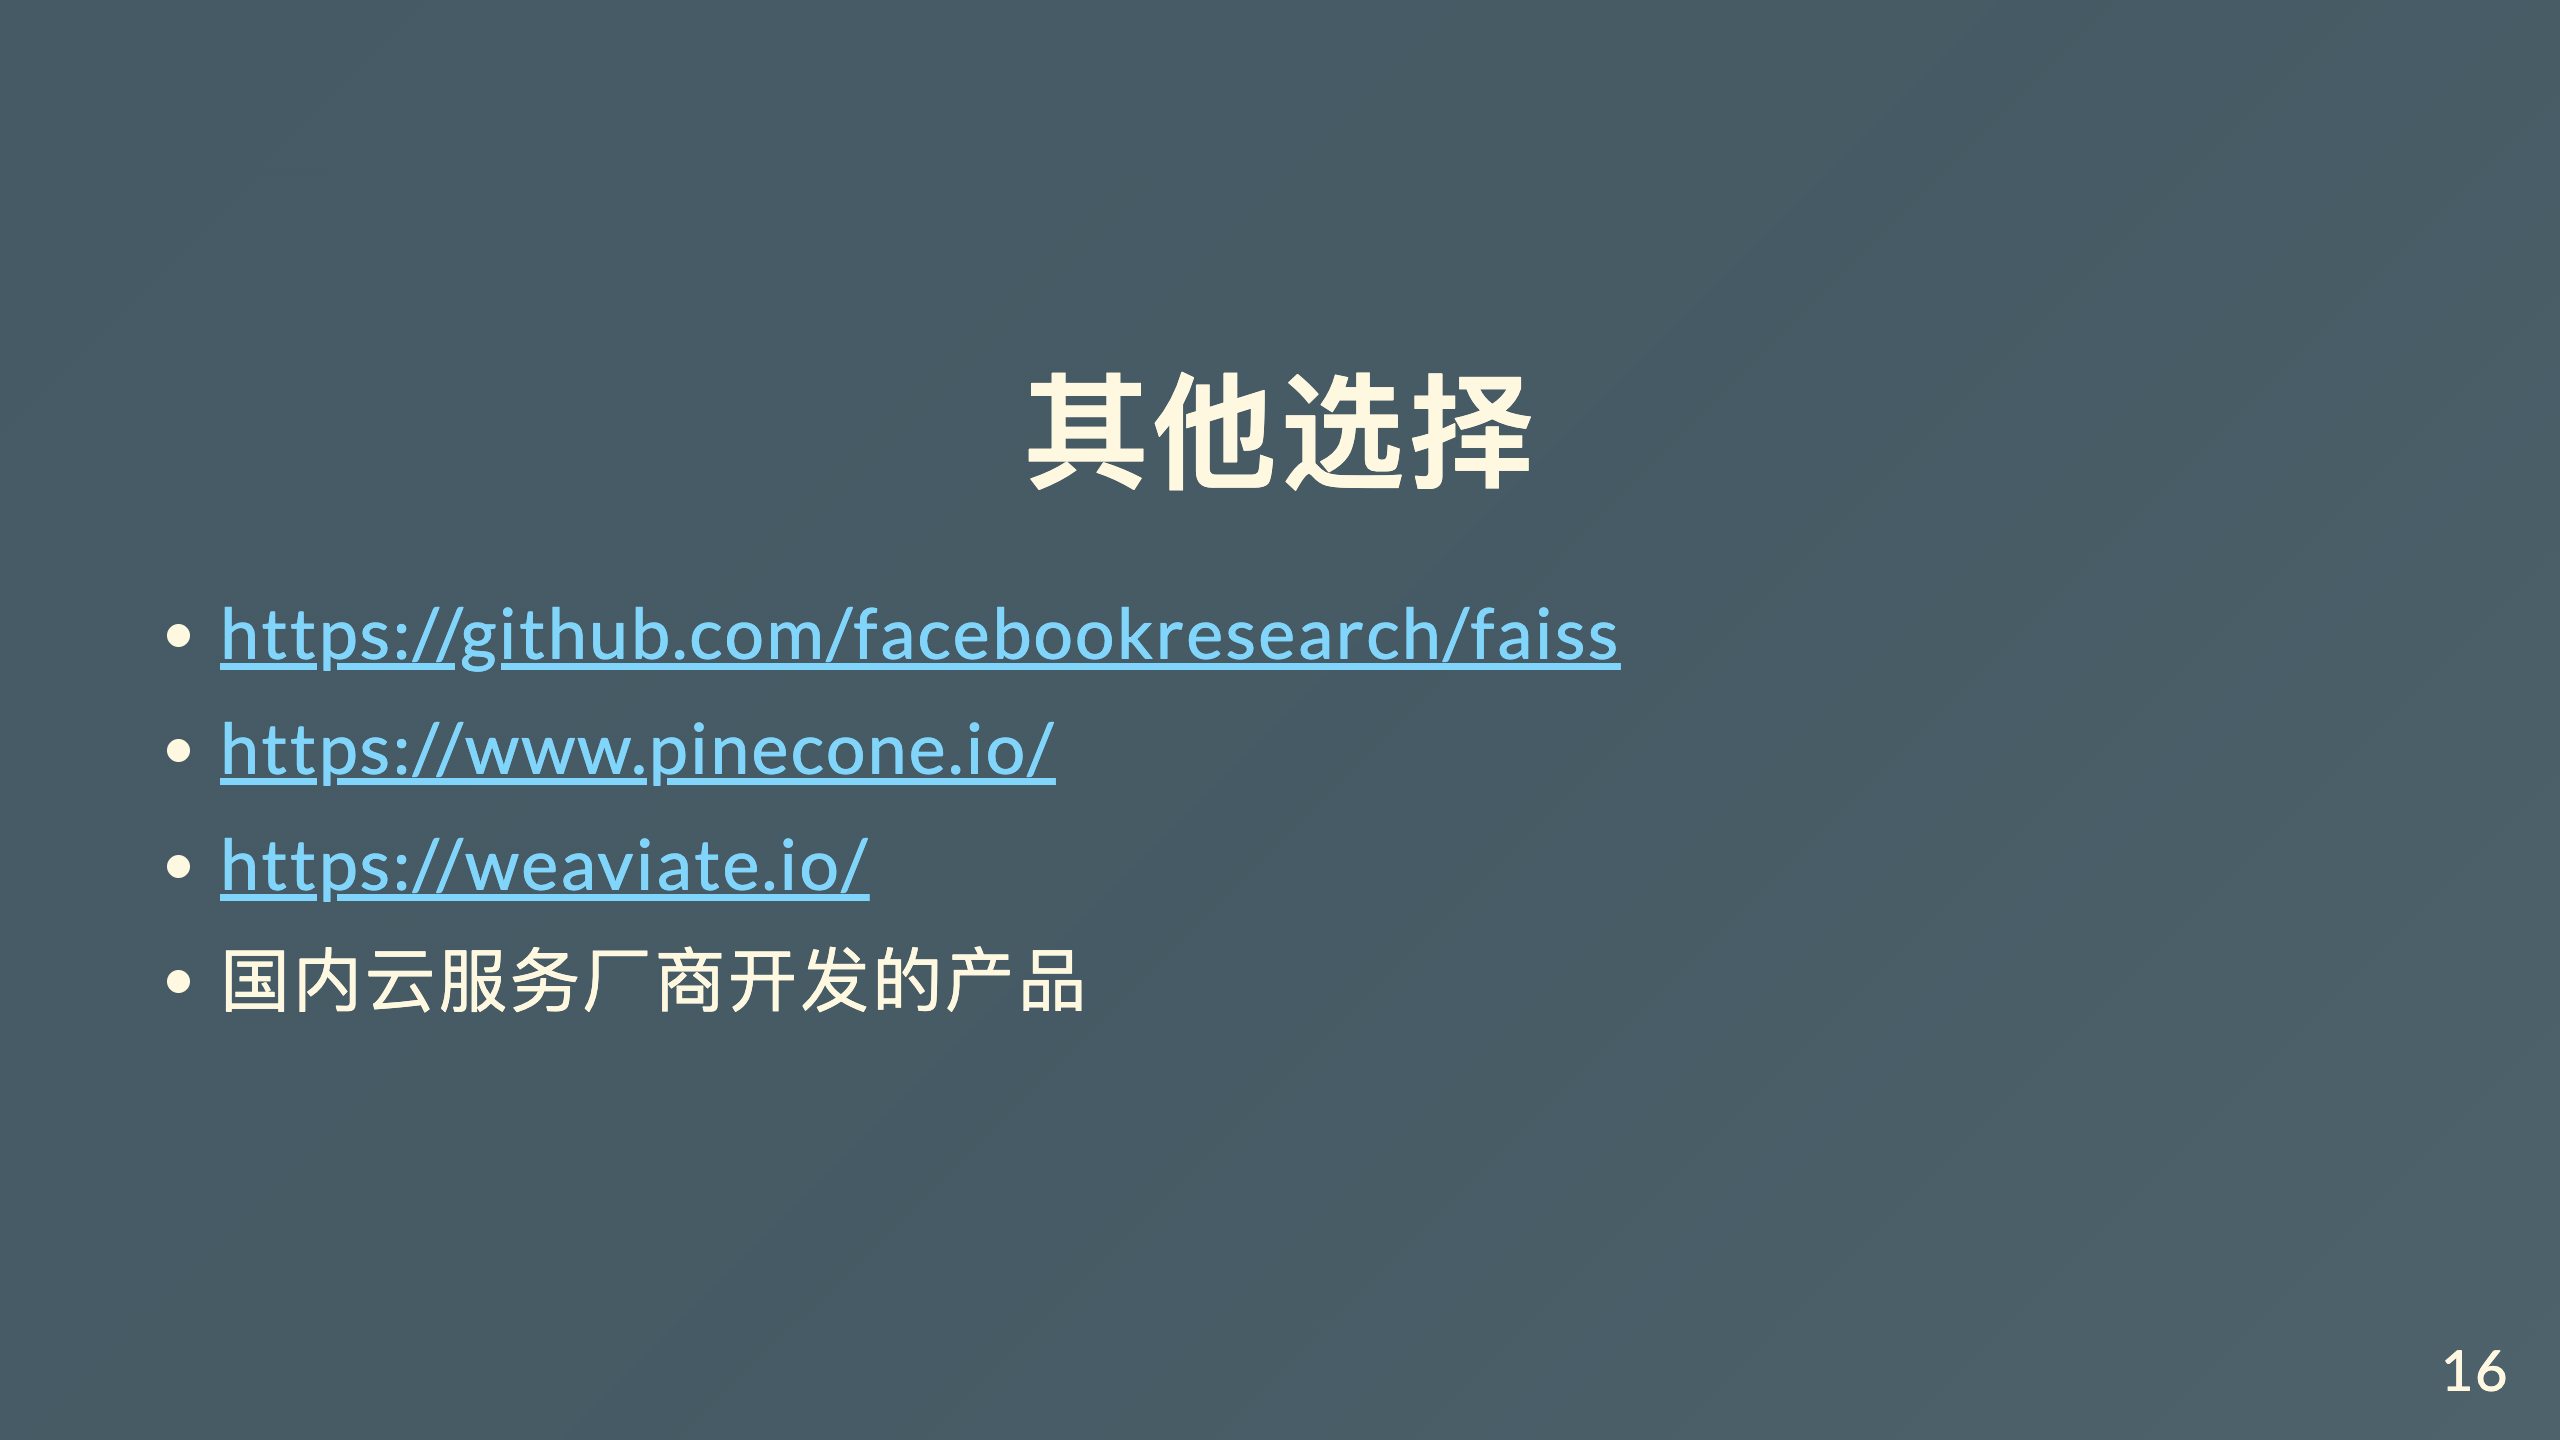 其他选择
https://github.com/facebookresearch/faiss
https://www.pinecone.io/
https://weaviate.io/
国内云服务厂商开发的产品
16